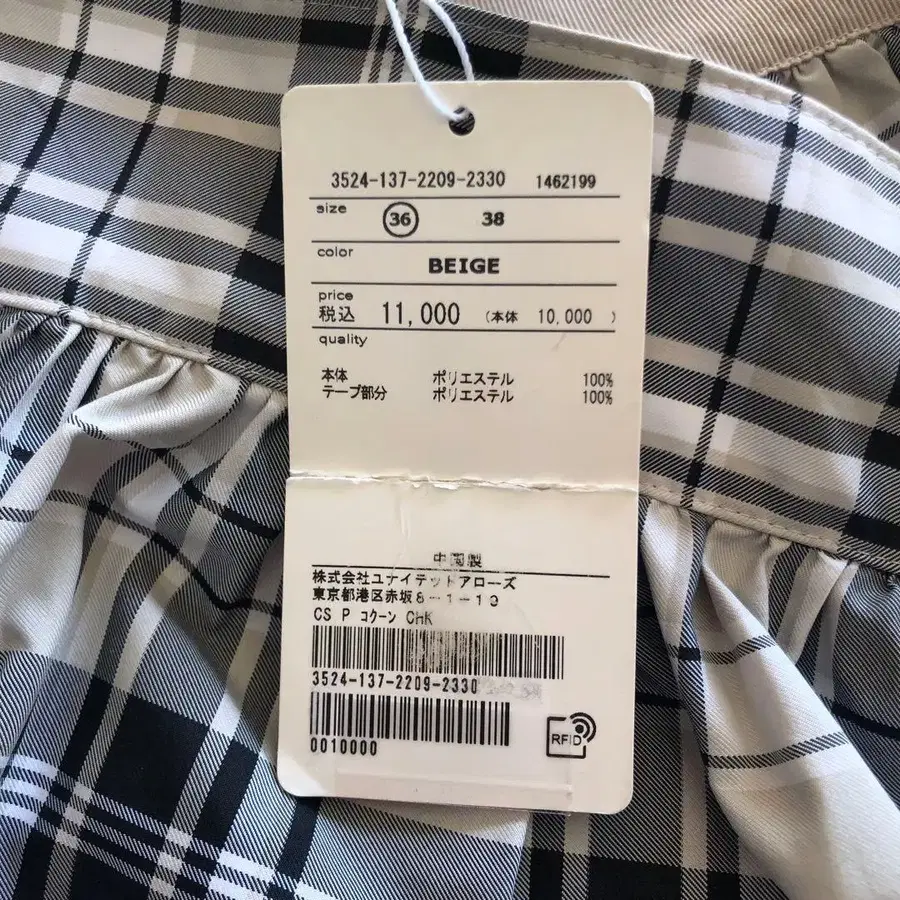 3524-137-2209-2330 1462199
size 36 38
color
BEIGE
price
税込 11,000 (本体 10,000 )
quality
本体 ポリエステル 100%
テープ部分 ポリエステル 100%
中国製
株式会社ユナイテッドアローズ
東京都港区赤坂8-1-19
CS P コクーン CHK
3524-137-2209-2330
0010000
RFID